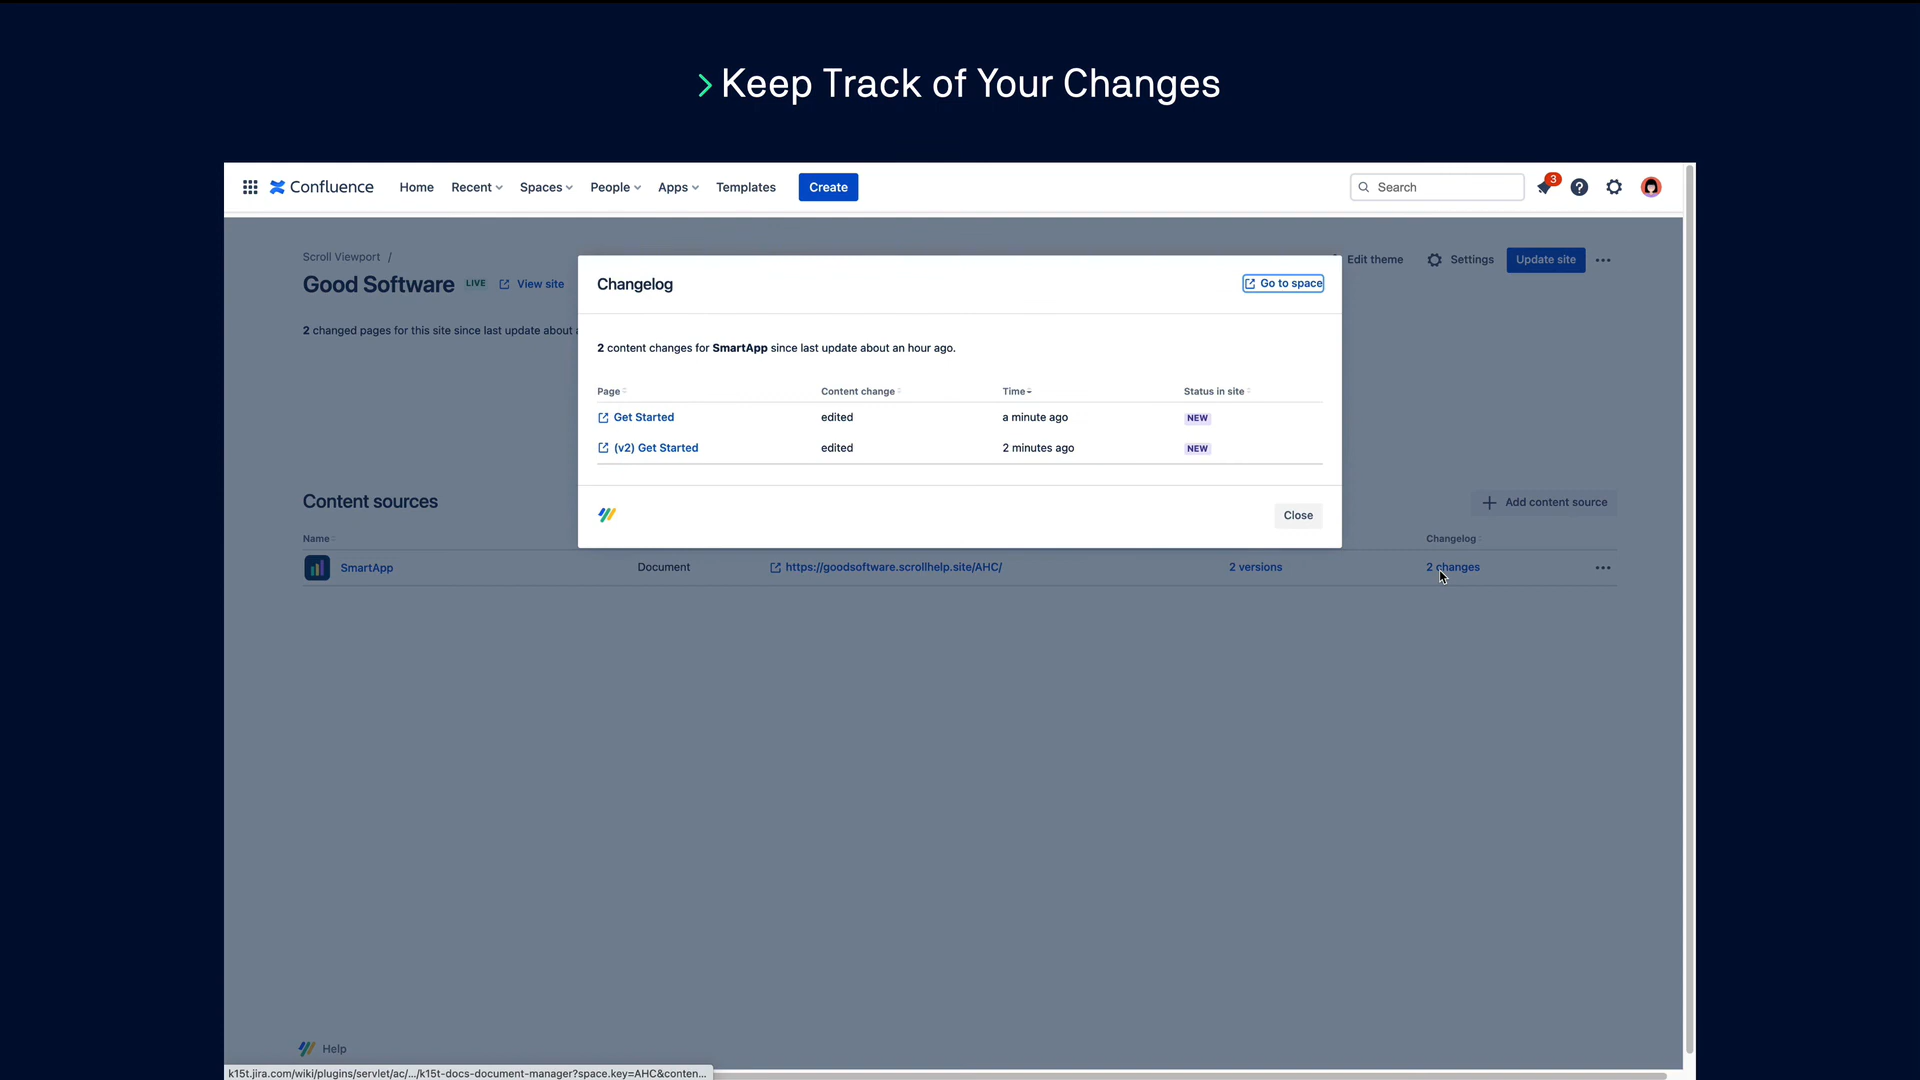 Keep Track of Your Changes
Confluence Home Recent Spaces People Apps Templates Create Search 3
Scroll Viewport /
Good Software LIVE View site
Edit theme Settings Update site
2 changed pages for this site since last update about
Changelog Go to space
2 content changes for SmartApp since last update about an hour ago.
Page Content change Time Status in site
Get Started edited a minute ago NEW
(v2) Get Started edited 2 minutes ago NEW
Close
Content sources Add content source
Name Changelog
SmartApp Document https://goodsoftware.scrollhelp.site/AHC/ 2 versions 2 changes
Help
k15t.jira.com/wiki/plugins/servlet/ac/.../k15t-docs-document-manager?space.key=AHC&conten...